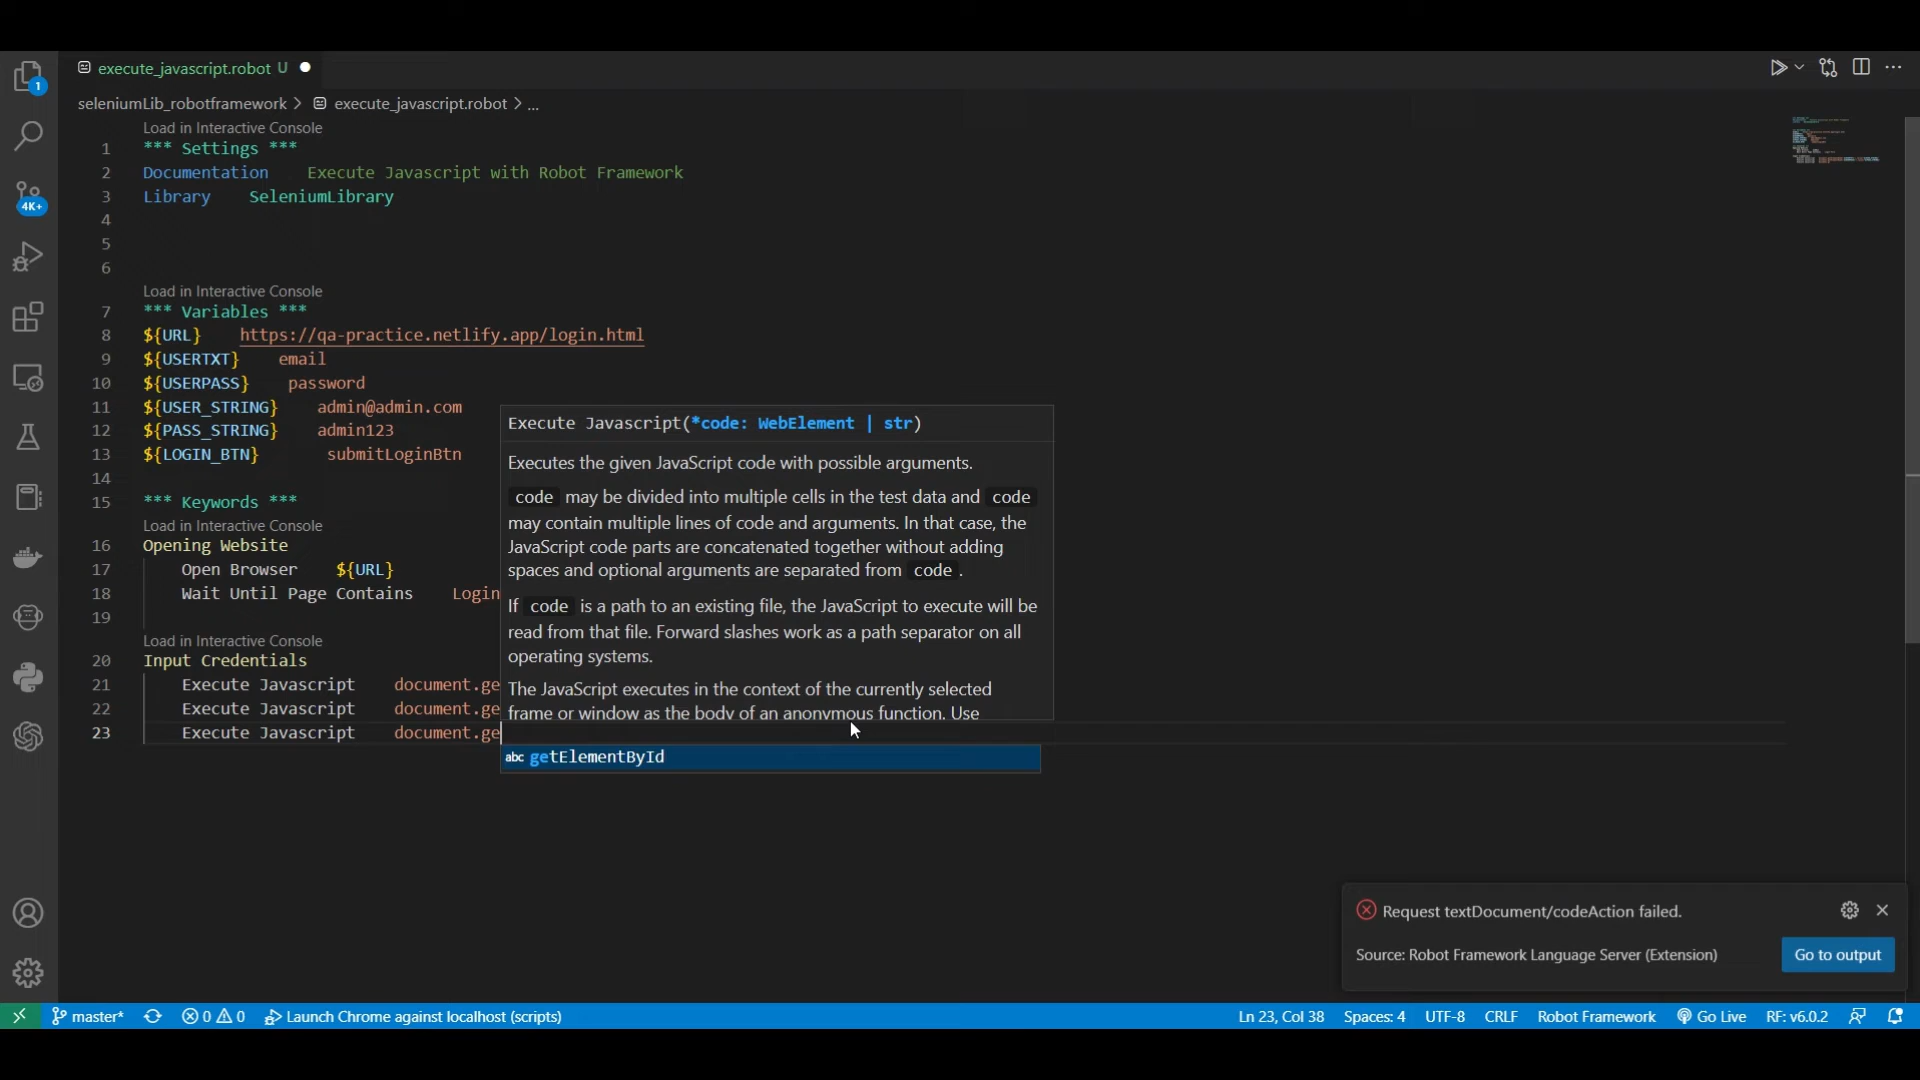 execute_javascript.robot U
1
seleniumLib_robotframework > execute_javascript.robot > ...
Load in Interactive Console
1 *** Settings ***
2 Documentation    Execute Javascript with Robot Framework
3 Library    SeleniumLibrary
4K+
4
5
6
Load in Interactive Console
7 *** Variables ***
8 ${URL}    https://qa-practice.netlify.app/login.html
9 ${USERTXT}    email
10 ${USERPASS}    password
11 ${USER_STRING}    admin@admin.com
12 ${PASS_STRING}    admin123
13 ${LOGIN_BTN}    submitLoginBtn
14
15 *** Keywords ***
Load in Interactive Console
16 Opening Website
17 Open Browser    ${URL}
18 Wait Until Page Contains    Login
19
Load in Interactive Console
20 Input Credentials
21 Execute Javascript    document.ge
22 Execute Javascript    document.ge
23 Execute Javascript    document.ge
Execute Javascript(*code: WebElement | str)
Executes the given JavaScript code with possible arguments.
code may be divided into multiple cells in the test data and code
may contain multiple lines of code and arguments. In that case, the
JavaScript code parts are concatenated together without adding
spaces and optional arguments are separated from code.
If code is a path to an existing file, the JavaScript to execute will be
read from that file. Forward slashes work as a path separator on all
operating systems.
The JavaScript executes in the context of the currently selected
frame or window as the body of an anonymous function. Use
abc getElementById
Request textDocument/codeAction failed.
Source: Robot Framework Language Server (Extension)
Go to output
master*
0 0
Launch Chrome against localhost (scripts)
Ln 23, Col 38
Spaces: 4
UTF-8
CRLF
Robot Framework
Go Live
RF: v6.0.2